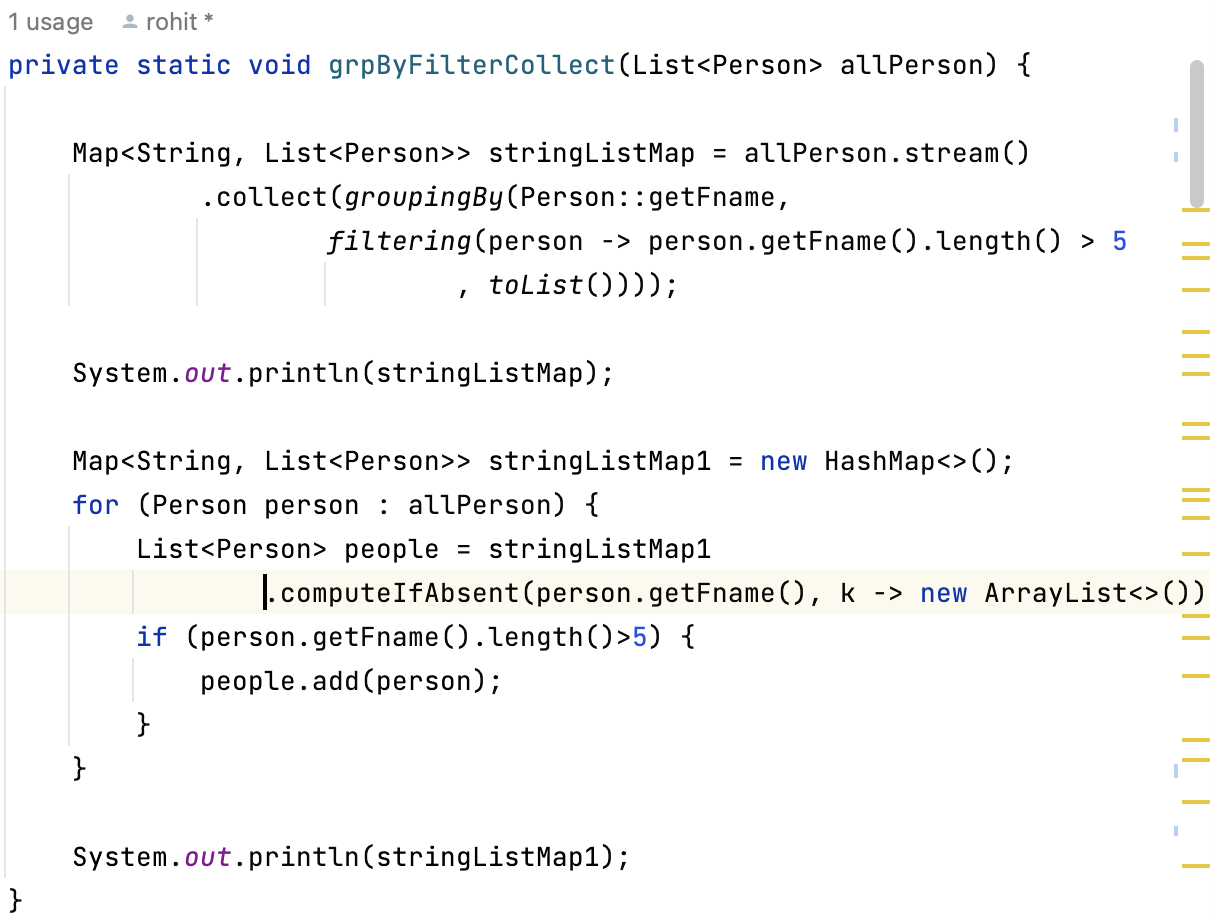 1 usage rohit *
private static void grpByFilterCollect(List<Person> allPerson) {
Map<String, List<Person>> stringListMap = allPerson.stream()
.collect(groupingBy(Person::getFname,
filtering(person -> person.getFname().length() > 5
, toList())));
System.out.println(stringListMap);
Map<String, List<Person>> stringListMap1 = new HashMap<>();
for (Person person : allPerson) {
List<Person> people = stringListMap1
.computeIfAbsent(person.getFname(), k -> new ArrayList<>())
if (person.getFname().length()>5) {
people.add(person);
}
}
System.out.println(stringListMap1);
}